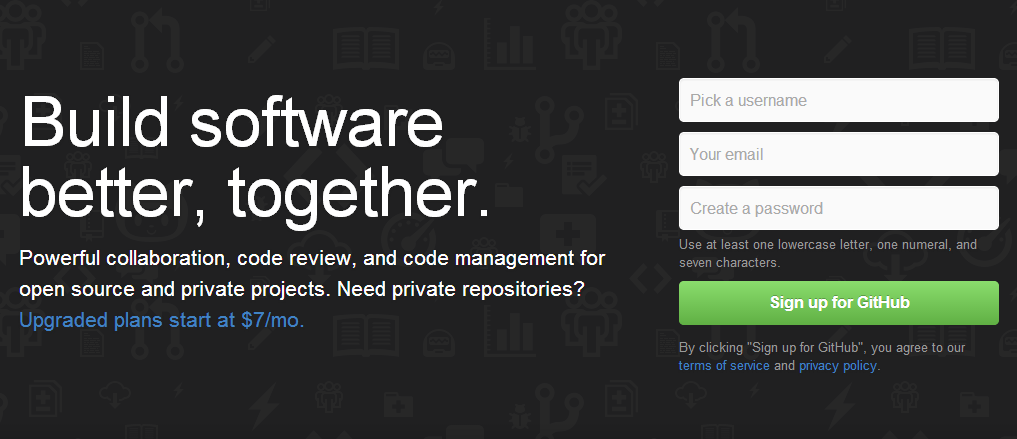 Build software
better, together.
Powerful collaboration, code review, and code management for
open source and private projects. Need private repositories?
Upgraded plans start at $7/mo.
Pick a username
Your email
Create a password
Use at least one lowercase letter, one numeral, and
seven characters.
Sign up for GitHub
By clicking "Sign up for GitHub", you agree to our
terms of service and privacy policy.